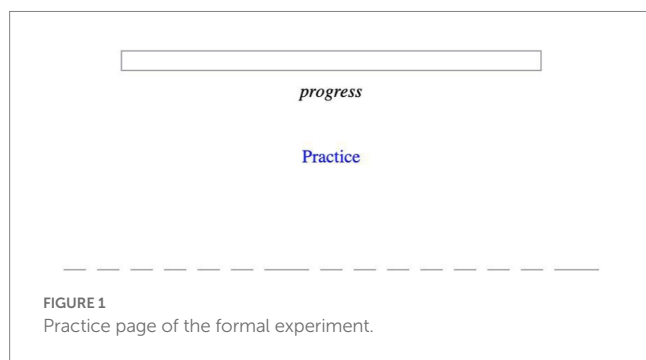 progress
Practice
FIGURE 1
Practice page of the formal experiment.